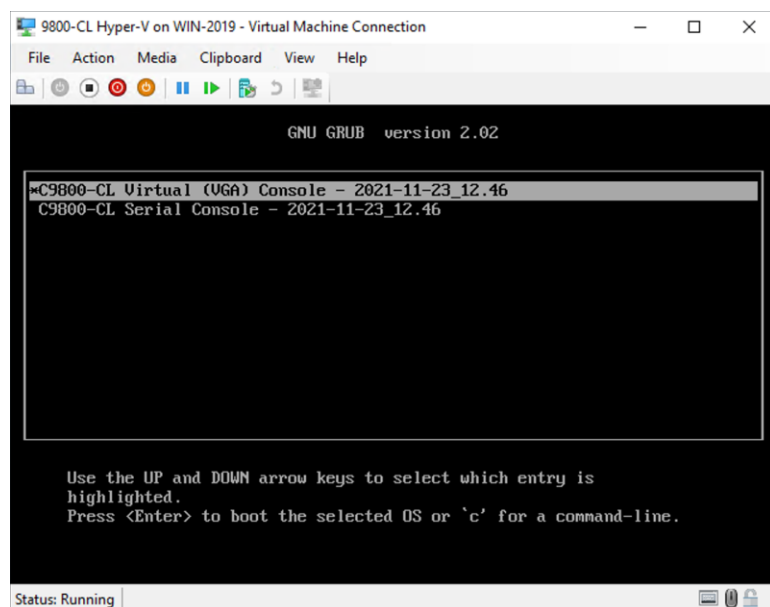 9800-CL Hyper-V on WIN-2019 - Virtual Machine Connection
File Action Media Clipboard View Help
GNU GRUB version 2.02
*C9800-CL Virtual (VGA) Console - 2021-11-23_12.46
C9800-CL Serial Console - 2021-11-23_12.46
Use the UP and DOWN arrow keys to select which entry is
highlighted.
Press <Enter> to boot the selected OS or `c' for a command-line.
Status: Running